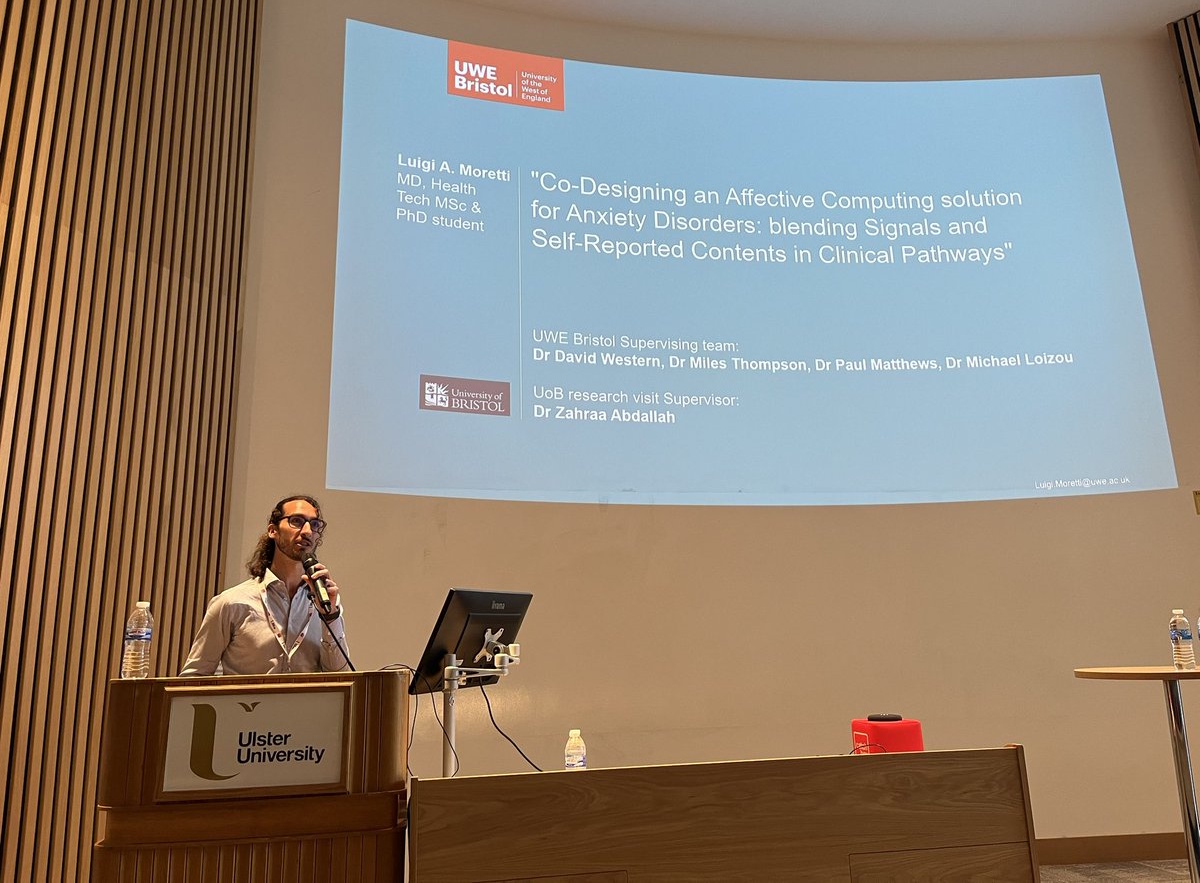 UWE
Bristol
University
of the
West of
England
Luigi A. Moretti
MD, Health
Tech MSc &
PhD student
"Co-Designing an Affective Computing solution
for Anxiety Disorders: blending Signals and
Self-Reported Contents in Clinical Pathways"
UWE Bristol Supervising team:
Dr David Western, Dr Miles Thompson, Dr Paul Matthews, Dr Michael Loizou
University of
BRISTOL
UoB research visit Supervisor:
Dr Zahraa Abdallah
Luigi.Moretti@uwe.ac.uk
iiyama
Ulster
University